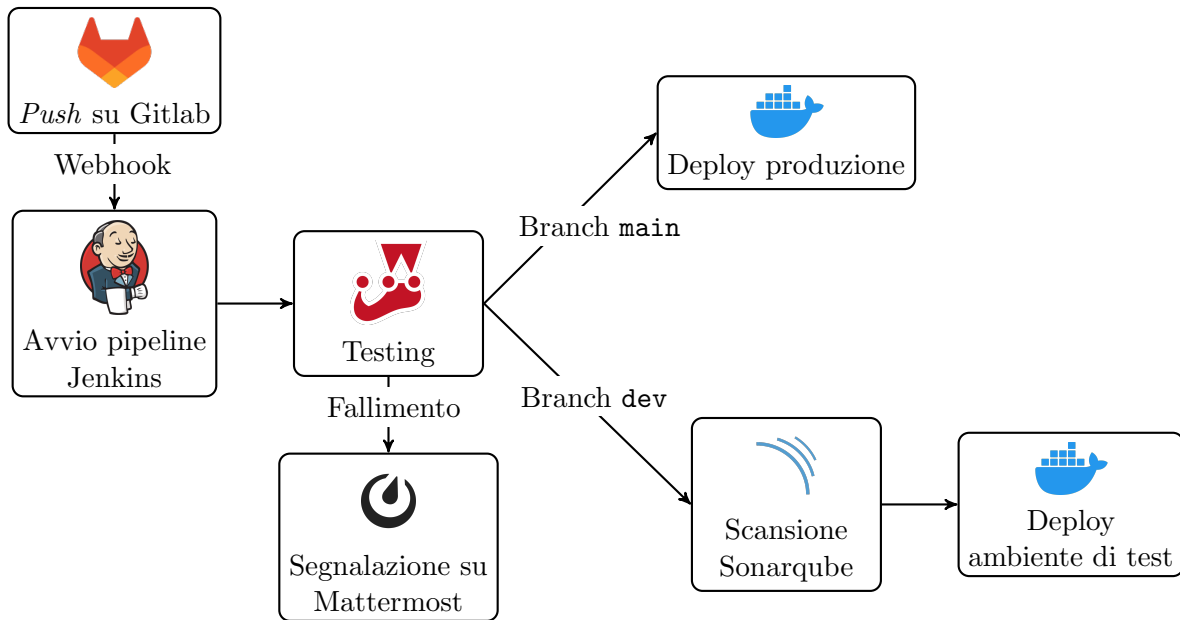 Push su Gitlab
Webhook
Avvio pipeline
Jenkins
Testing
Fallimento
Segnalazione su
Mattermost
Branch main
Deploy produzione
Branch dev
Scansione
Sonarqube
Deploy
ambiente di test